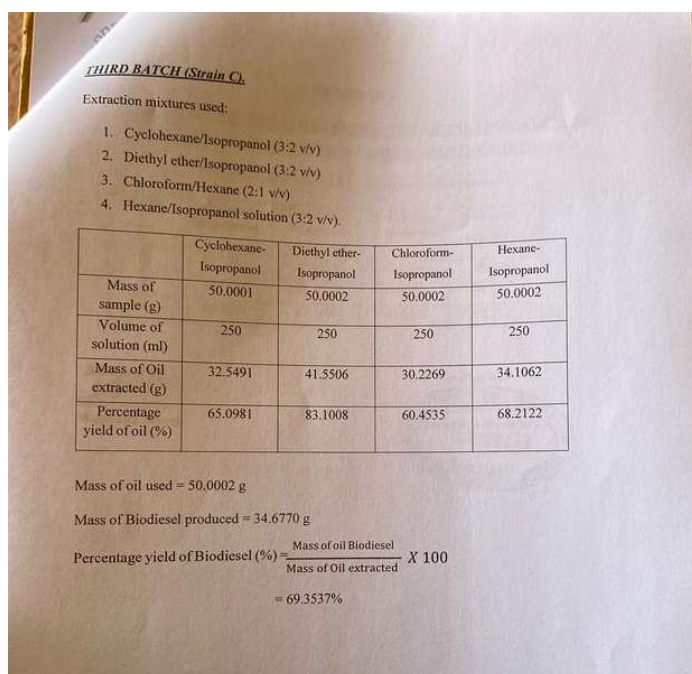 THIRD BATCH (Strain C).
Extraction mixtures used:
1. Cyclohexane/Isopropanol (3:2 v/v)
2. Diethyl ether/Isopropanol (3:2 v/v)
3. Chloroform/Hexane (2:1 v/v)
4. Hexane/Isopropanol solution (3:2 v/v).
Cyclohexane-Isopropanol Diethyl ether-Isopropanol Chloroform-Isopropanol Hexane-Isopropanol
Mass of sample (g) 50.0001 50.0002 50.0002 50.0002
Volume of solution (ml) 250 250 250 250
Mass of Oil extracted (g) 32.5491 41.5506 30.2269 34.1062
Percentage yield of oil (%) 65.0981 83.1008 60.4535 68.2122
Mass of oil used = 50.0002 g
Mass of Biodiesel produced = 34.6770 g
Percentage yield of Biodiesel (%) = Mass of oil Biodiesel / Mass of Oil extracted X 100
= 69.3537%